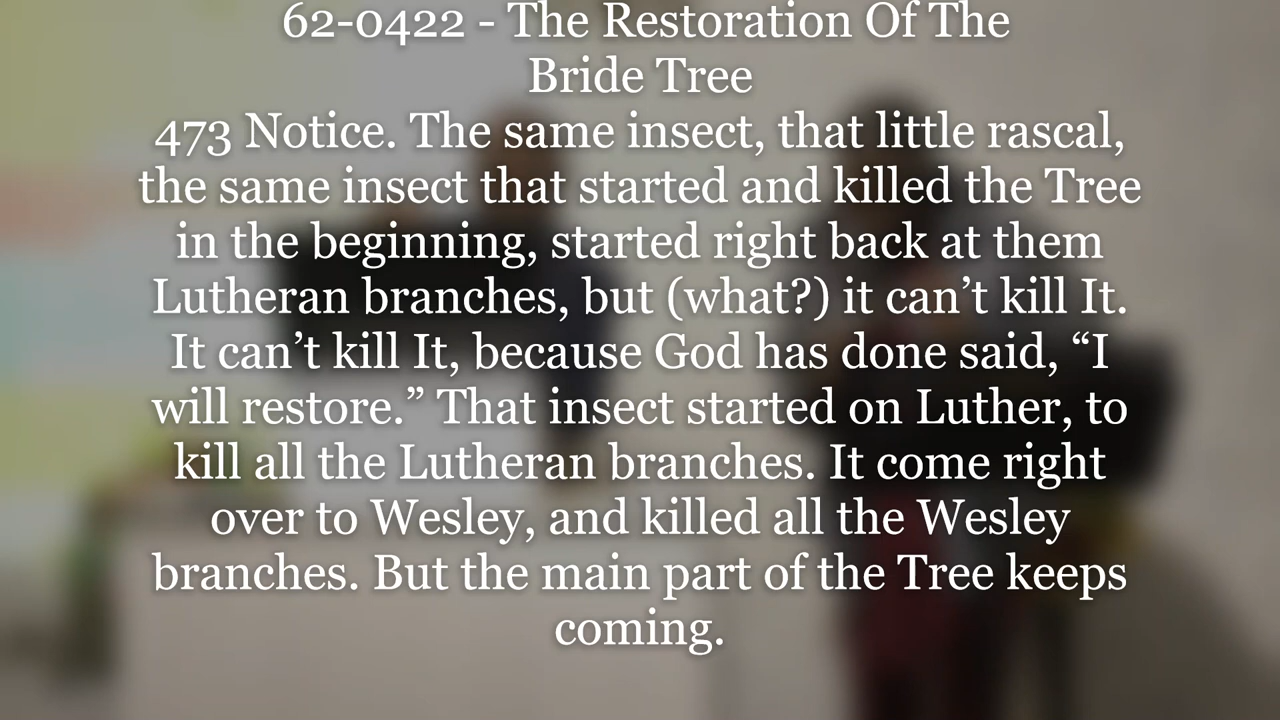 62-0422 - The Restoration Of The
Bride Tree
473 Notice. The same insect, that little rascal,
the same insect that started and killed the Tree
in the beginning, started right back at them
Lutheran branches, but (what?) it can’t kill It.
It can’t kill It, because God has done said, “I
will restore.” That insect started on Luther, to
kill all the Lutheran branches. It come right
over to Wesley, and killed all the Wesley
branches. But the main part of the Tree keeps
coming.